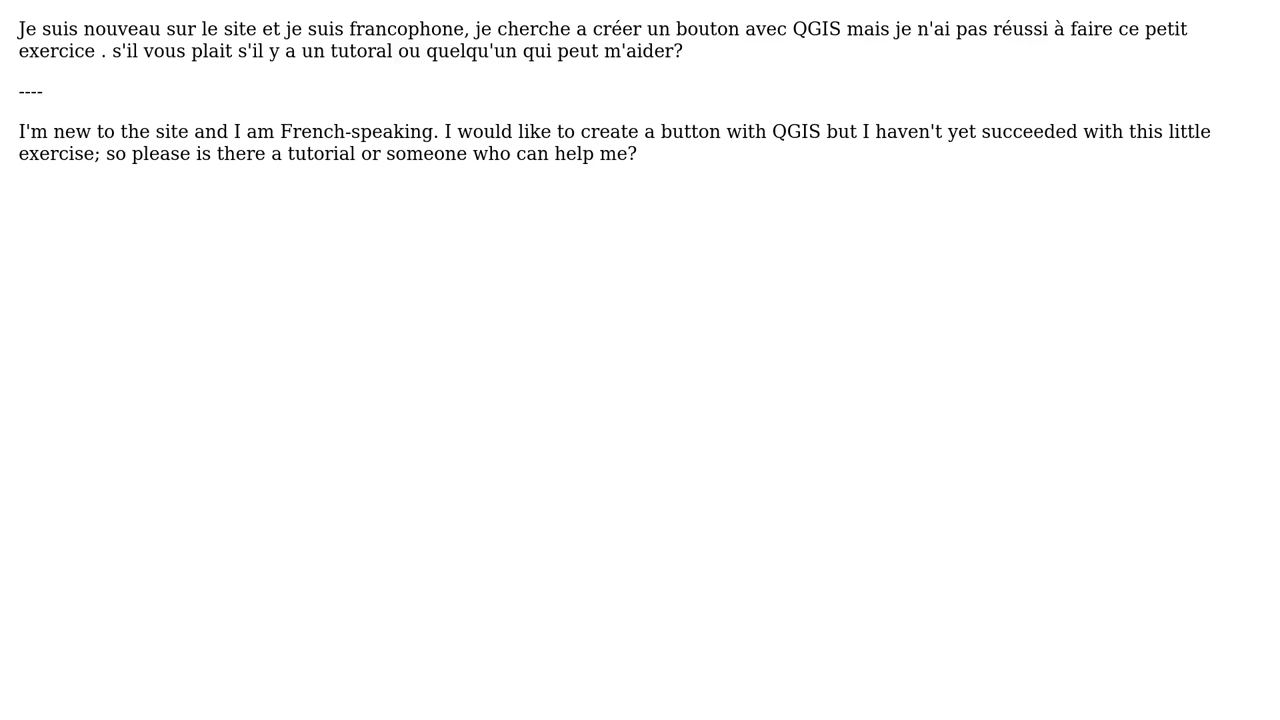 Je suis nouveau sur le site et je suis francophone, je cherche a créer un bouton avec QGIS mais je n'ai pas réussi à faire ce petit
exercice . s'il vous plait s'il y a un tutoral ou quelqu'un qui peut m'aider?
----
I'm new to the site and I am French-speaking. I would like to create a button with QGIS but I haven't yet succeeded with this little
exercise; so please is there a tutorial or someone who can help me?